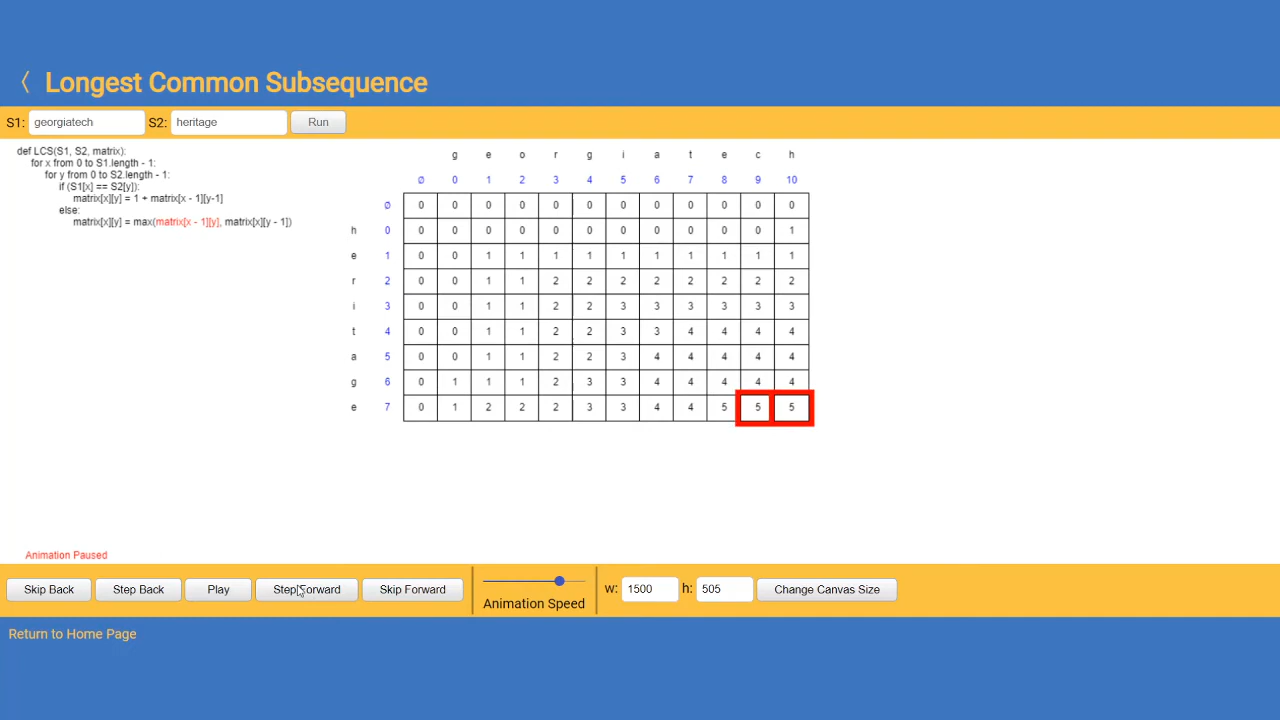 〈 Longest Common Subsequence
S1: georgiatech S2: heritage Run
def LCS(S1, S2, matrix):
for x from 0 to S1.length - 1:
for y from 0 to S2.length - 1:
if (S1[x] == S2[y]):
matrix[x][y] = 1 + matrix[x - 1][y-1]
else:
matrix[x][y] = max(matrix[x - 1][y], matrix[x][y - 1])
g e o r g i a t e c h
Ø 0 1 2 3 4 5 6 7 8 9 10
Ø 0 0 0 0 0 0 0 0 0 0 0 0
h 0 0 0 0 0 0 0 0 0 0 0 0 1
e 1 0 0 1 1 1 1 1 1 1 1 1 1
r 2 0 0 1 1 2 2 2 2 2 2 2 2
i 3 0 0 1 1 2 2 3 3 3 3 3 3
t 4 0 0 1 1 2 2 3 3 4 4 4 4
a 5 0 0 1 1 2 2 3 4 4 4 4 4
g 6 0 1 1 1 2 3 3 4 4 4 4 4
e 7 0 1 2 2 2 3 3 4 4 5 5 5
Animation Paused
Skip Back Step Back Play Step Forward Skip Forward Animation Speed w: 1500 h: 505 Change Canvas Size
Return to Home Page